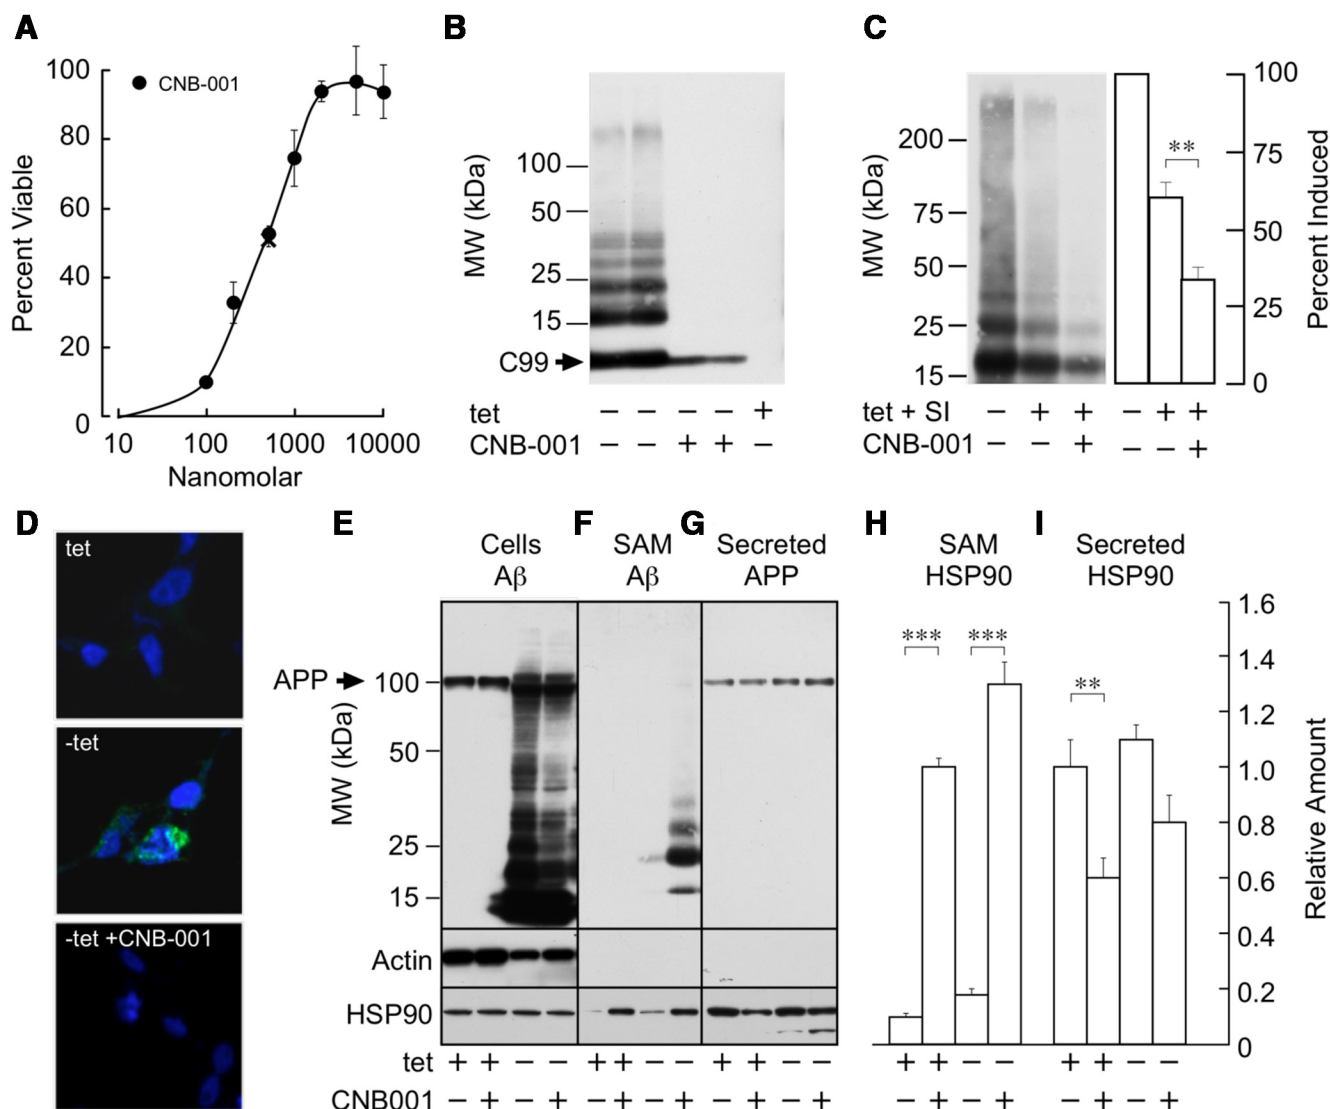 A
100
80
60
40
20
0
Percent Viable
CNB-001
10 100 1000 10000
Nanomolar
B
MW (kDa)
100
50
25
15
C99
tet − − +
CNB-001 − − + + −
C
MW (kDa)
200
75
50
25
15
**
100
75
50
25
0
Percent Induced
tet + SI − + + − + +
CNB-001 − − + − − +
D
tet
-tet
-tet +CNB-001
E
Cells
Aβ
F
SAM
Aβ
G
Secreted
APP
APP
MW (kDa)
100
50
25
15
Actin
HSP90
tet + + − − + + − − + + − −
CNB001 − + − + − + − + − + − +
H
SAM
HSP90
*** ***
+ + − −
− + − +
I
Secreted
HSP90
**
1.6
1.4
1.2
1.0
0.8
0.6
0.4
0.2
0
Relative Amount
+ + − −
− + − +